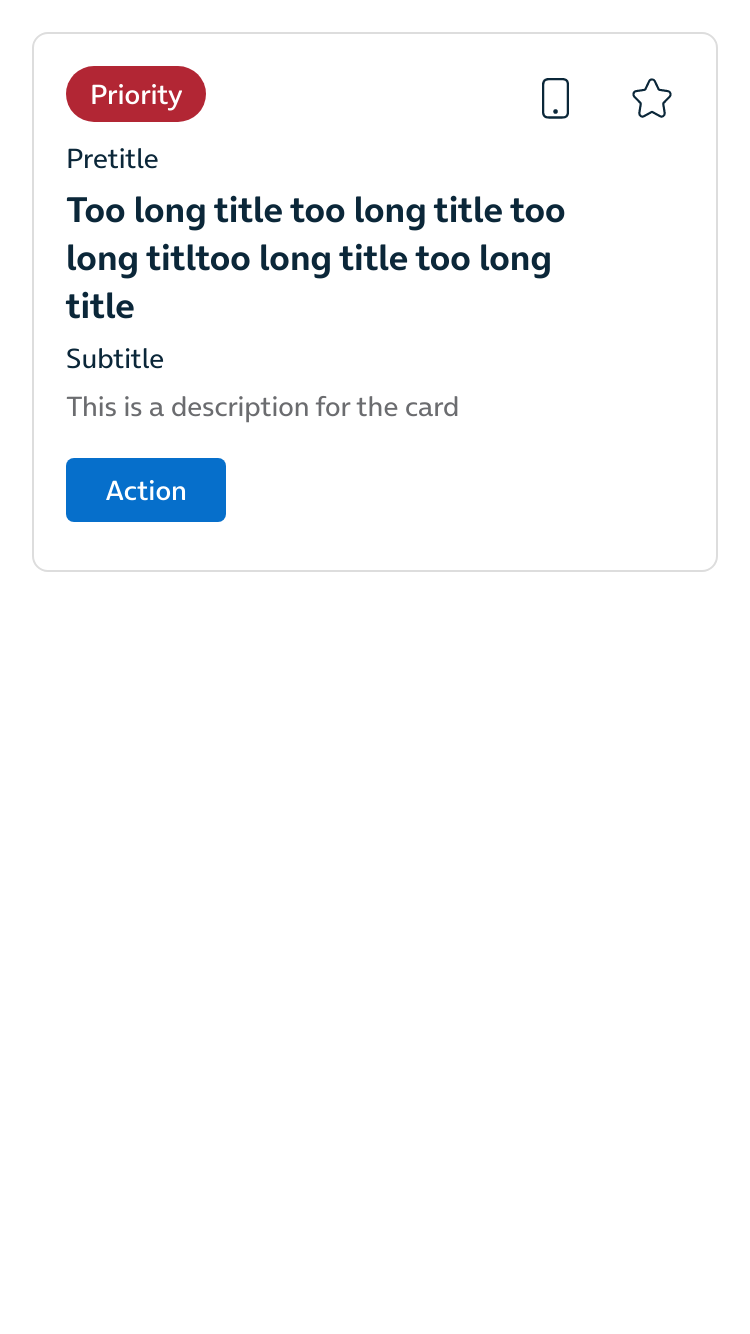 Priority
Pretitle
Too long title too long title too
long titltoo long title too long
title
Subtitle
This is a description for the card
Action